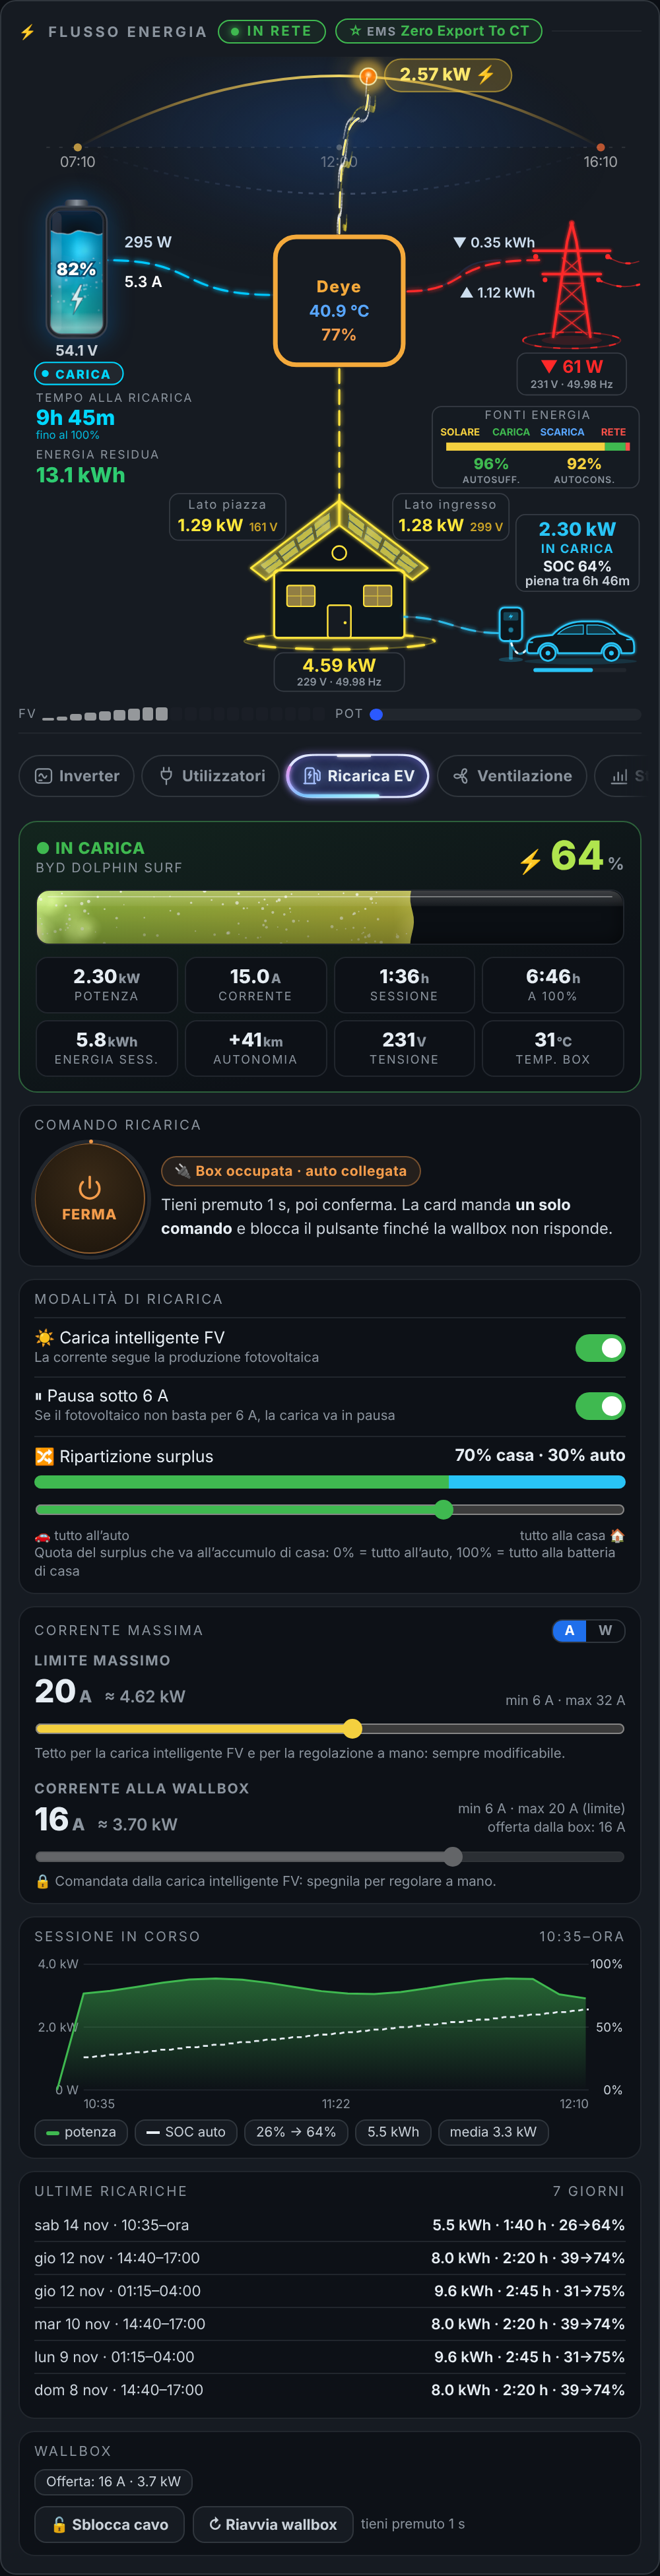 ⚡ FLUSSO ENERGIA IN RETE ☆ EMS Zero Export To CT
2.57 kW ⚡
07:10 12:00 16:10
295 W
5.3 A
82%
54.1 V
CARICA
TEMPO ALLA RICARICA
9h 45m
fino al 100%
ENERGIA RESIDUA
13.1 kWh
Deye
40.9 °C
77%
▼ 0.35 kWh
▲ 1.12 kWh
▼ 61 W
231 V · 49.98 Hz
FONTI ENERGIA
SOLARE CARICA SCARICA RETE
96% 92%
AUTOSUFF. AUTOCONS.
Lato piazza
1.29 kW 161 V
Lato ingresso
1.28 kW 299 V
2.30 kW
IN CARICA
SOC 64%
piena tra 6h 46m
4.59 kW
229 V · 49.98 Hz
FV POT
Inverter Utilizzatori Ricarica EV Ventilazione
IN CARICA
BYD DOLPHIN SURF
⚡ 64 %
2.30 kW 15.0 A 1:36 h 6:46 h
POTENZA CORRENTE SESSIONE A 100%
5.8 kWh +41 km 231 V 31 °C
ENERGIA SESS. AUTONOMIA TENSIONE TEMP. BOX
COMANDO RICARICA
FERMA
🔌 Box occupata · auto collegata
Tieni premuto 1 s, poi conferma. La card manda un solo
comando e blocca il pulsante finché la wallbox non risponde.
MODALITÀ DI RICARICA
☀️ Carica intelligente FV
La corrente segue la produzione fotovoltaica
⏸ Pausa sotto 6 A
Se il fotovoltaico non basta per 6 A, la carica va in pausa
🔀 Ripartizione surplus 70% casa · 30% auto
🚗 tutto all’auto tutto alla casa 🏠
Quota del surplus che va all’accumulo di casa: 0% = tutto all’auto, 100% = tutto alla batteria
di casa
CORRENTE MASSIMA A W
LIMITE MASSIMO
20 A ≈ 4.62 kW min 6 A · max 32 A
Tetto per la carica intelligente FV e per la regolazione a mano: sempre modificabile.
CORRENTE ALLA WALLBOX
16 A ≈ 3.70 kW
min 6 A · max 20 A (limite)
offerta dalla box: 16 A
🔒 Comandata dalla carica intelligente FV: spegnila per regolare a mano.
SESSIONE IN CORSO 10:35–ORA
4.0 kW 100%
2.0 kW 50%
0 W 0%
10:35 11:22 12:10
potenza SOC auto 26% → 64% 5.5 kWh media 3.3 kW
ULTIME RICARICHE 7 GIORNI
sab 14 nov · 10:35–ora 5.5 kWh · 1:40 h · 26→64%
gio 12 nov · 14:40–17:00 8.0 kWh · 2:20 h · 39→74%
gio 12 nov · 01:15–04:00 9.6 kWh · 2:45 h · 31→75%
mar 10 nov · 14:40–17:00 8.0 kWh · 2:20 h · 39→74%
lun 9 nov · 01:15–04:00 9.6 kWh · 2:45 h · 31→75%
dom 8 nov · 14:40–17:00 8.0 kWh · 2:20 h · 39→74%
WALLBOX
Offerta: 16 A · 3.7 kW
🔓 Sblocca cavo ↻ Riavvia wallbox tieni premuto 1 s